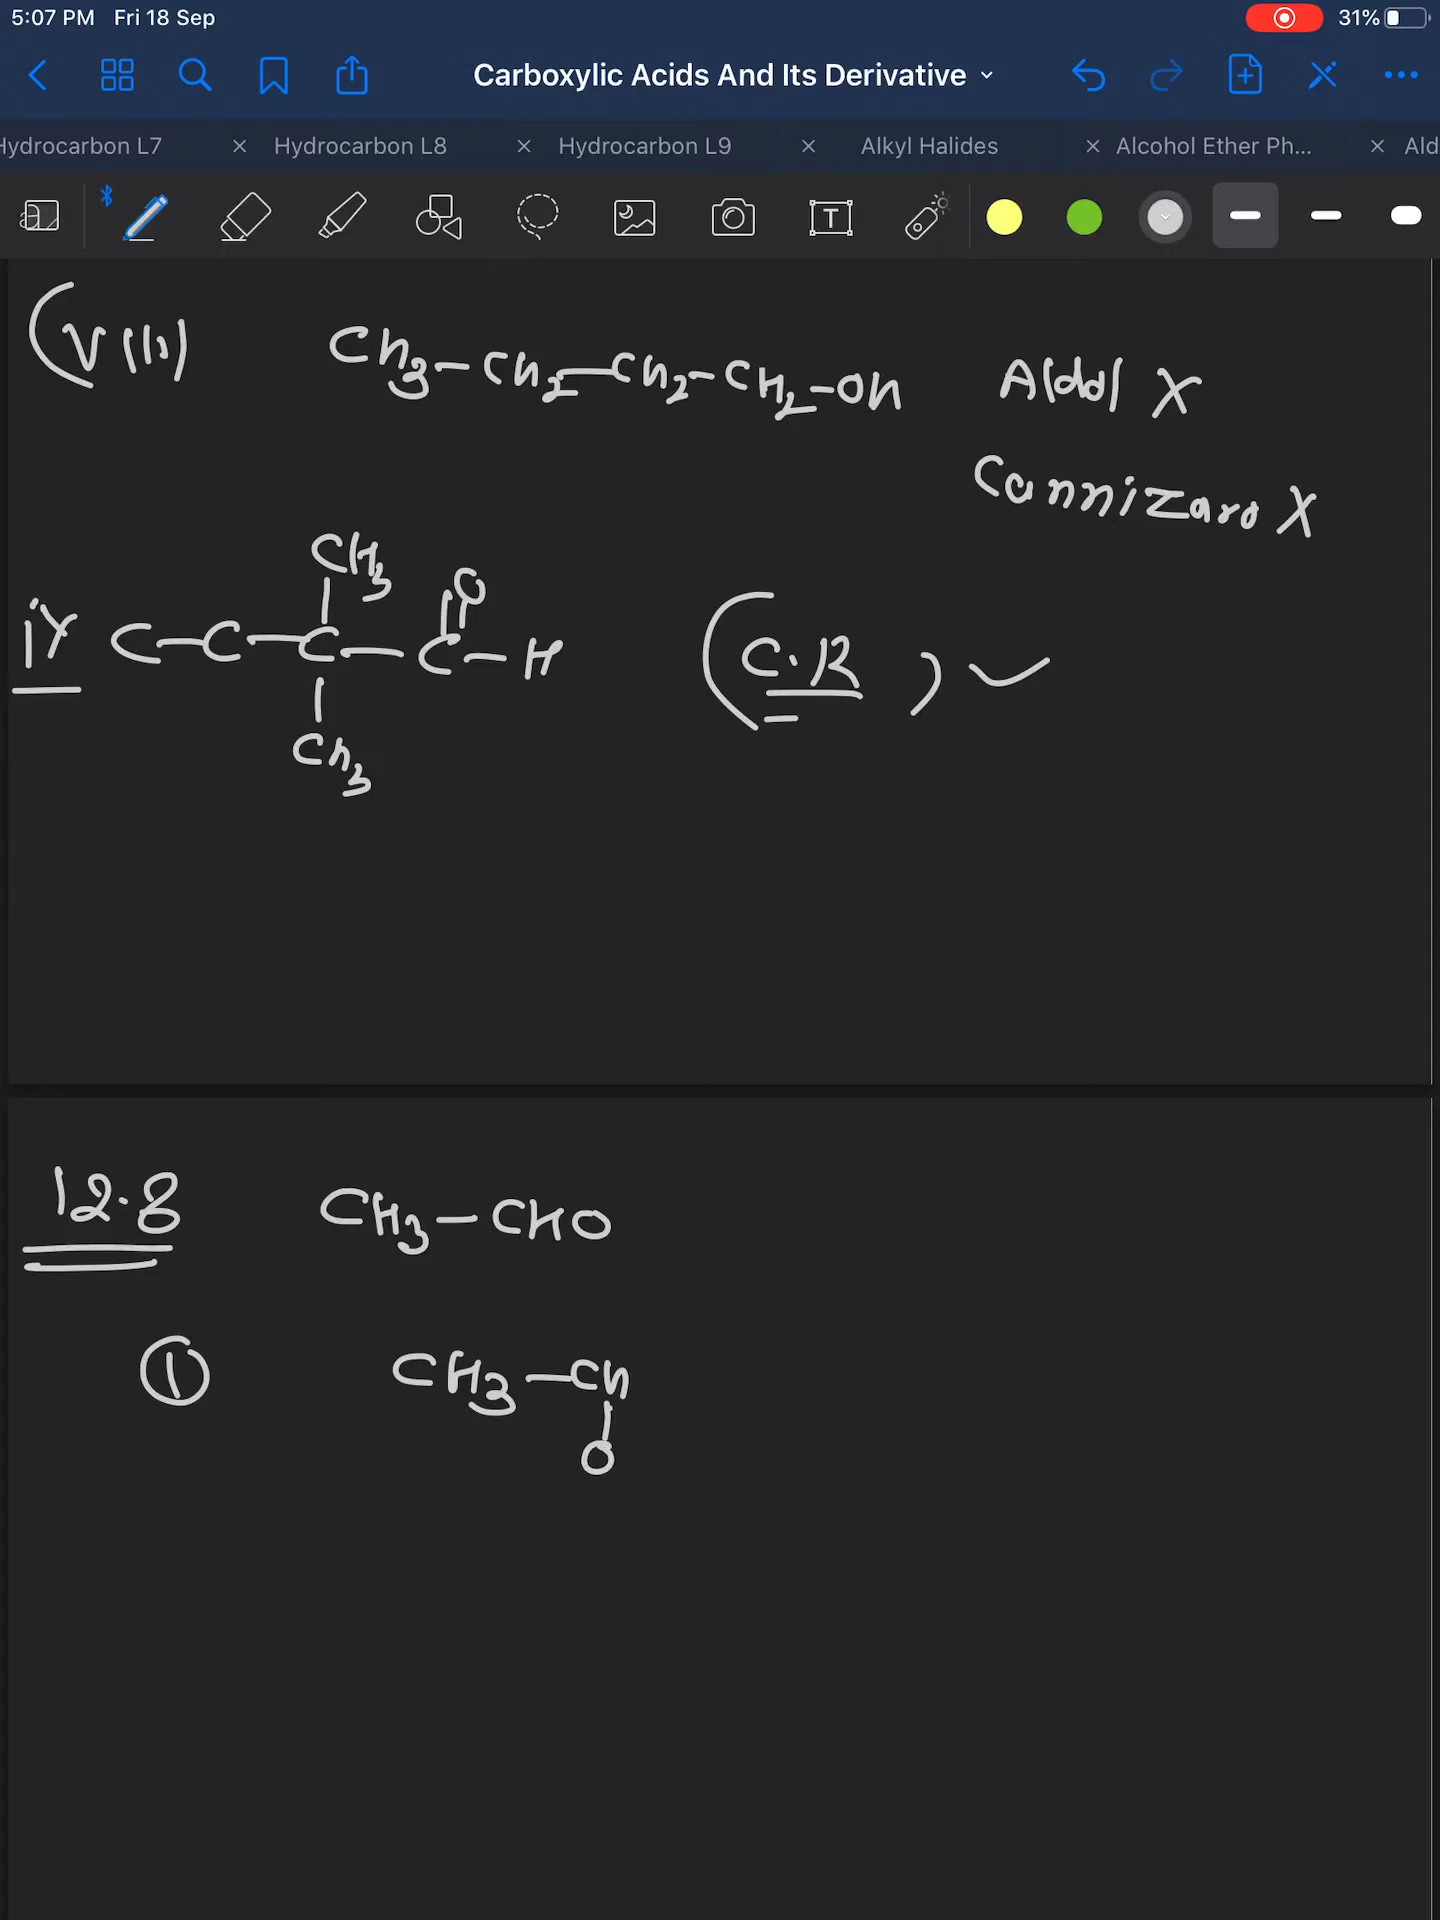 5:07 PM Fri 18 Sep 31%
Carboxylic Acids And Its Derivative
Hydrocarbon L7 × Hydrocarbon L8 × Hydrocarbon L9 × Alkyl Halides × Alcohol Ether Ph... × Ald
a T
(V(11) CH3-CH2-CH2-CH2-OH Aldol X
Cannizaro X
CH3
O
ix C-C-C-C-H (C.R) ✓
CH3
12.8 CH3-CHO
① CH3-CH
O